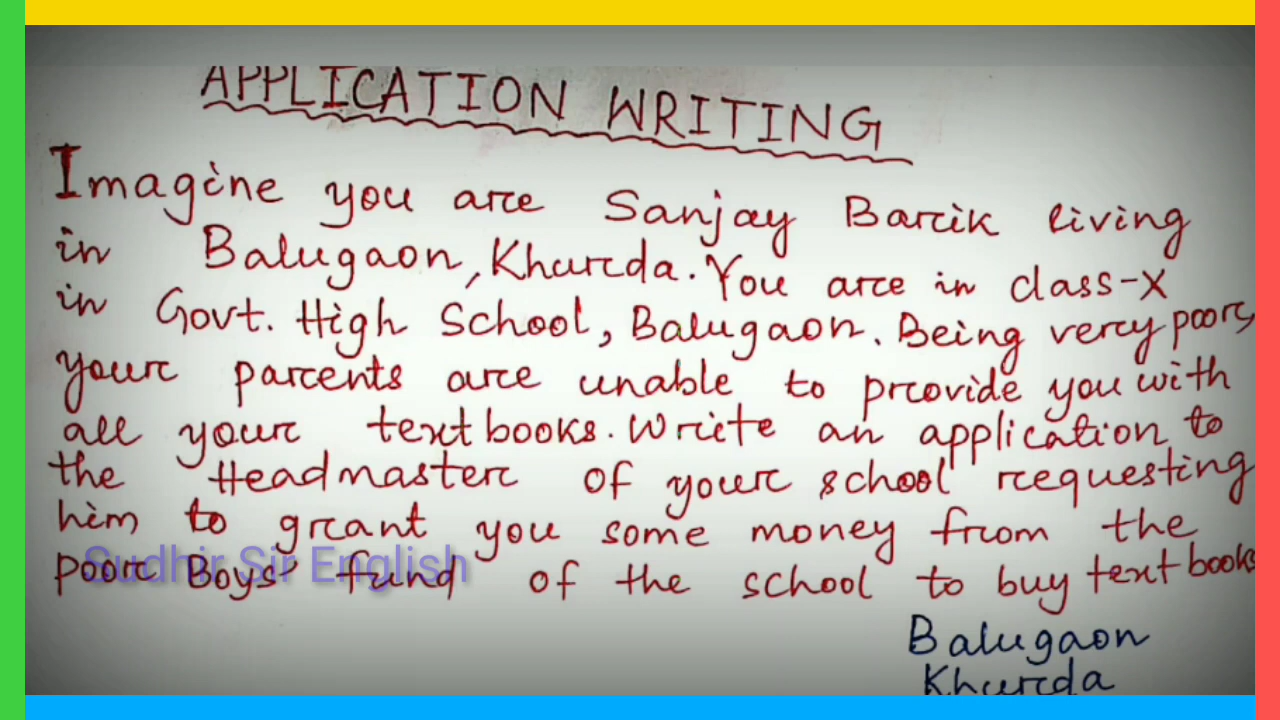 APPLICATION WRITING
Imagine you are Sanjay Barik living
in Balugaon, Khurda. You are in class-X
in Govt. High School, Balugaon. Being very poor,
your parents are unable to provide you with
all your textbooks. Write an application to
the Headmaster of your school requesting
him to grant you some money from the
poor Boys' fund of the school to buy textbooks
Sudhir Sir English
Balugaon
Khurda